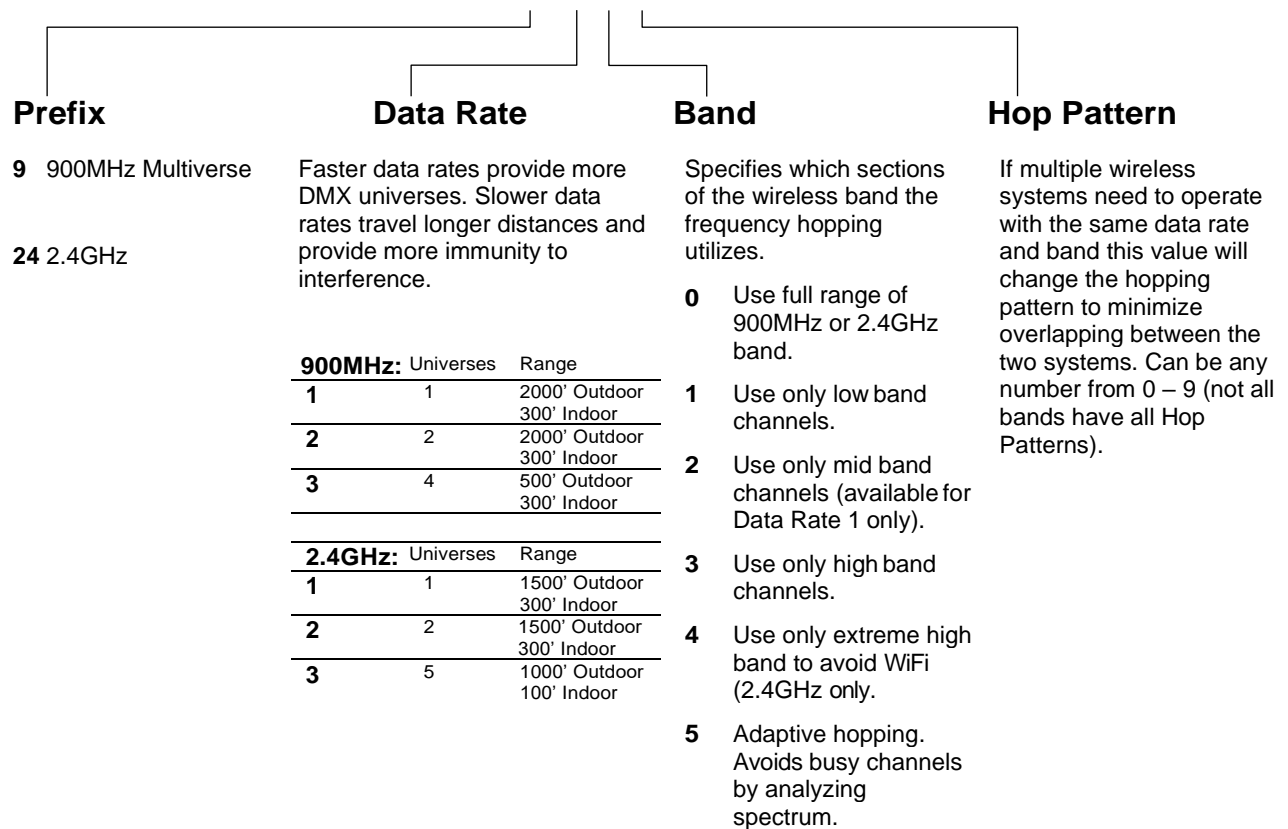 Prefix
9 900MHz Multiverse
24 2.4GHz
Data Rate
Faster data rates provide more
DMX universes. Slower data
rates travel longer distances and
provide more immunity to
interference.
900MHz: Universes Range
1 1 2000’ Outdoor
300’ Indoor
2 2 2000’ Outdoor
300’ Indoor
3 4 500’ Outdoor
300’ Indoor
2.4GHz: Universes Range
1 1 1500’ Outdoor
300’ Indoor
2 2 1500’ Outdoor
300’ Indoor
3 5 1000’ Outdoor
100’ Indoor
Band
Specifies which sections
of the wireless band the
frequency hopping
utilizes.
0 Use full range of
900MHz or 2.4GHz
band.
1 Use only low band
channels.
2 Use only mid band
channels (available for
Data Rate 1 only).
3 Use only high band
channels.
4 Use only extreme high
band to avoid WiFi
(2.4GHz only.
5 Adaptive hopping.
Avoids busy channels
by analyzing
spectrum.
Hop Pattern
If multiple wireless
systems need to operate
with the same data rate
and band this value will
change the hopping
pattern to minimize
overlapping between the
two systems. Can be any
number from 0 – 9 (not all
bands have all Hop
Patterns).